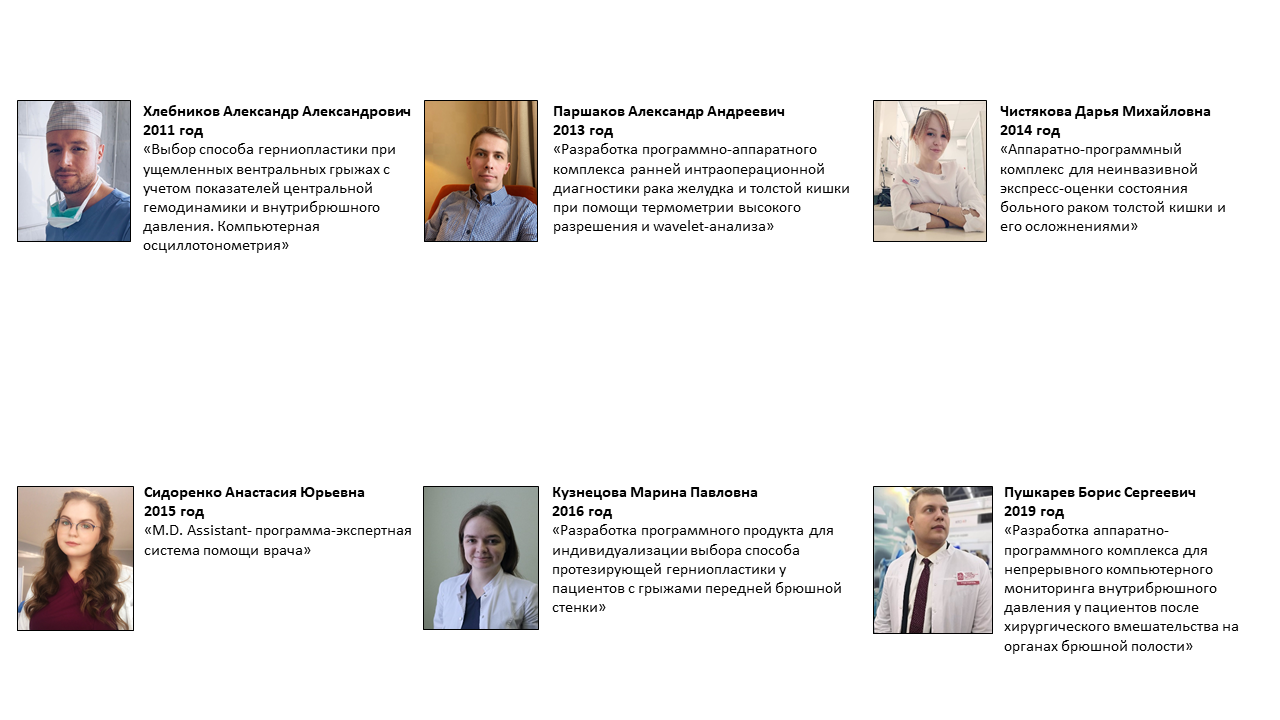 Хлебников Александр Александрович
2011 год
«Выбор способа герниопластики при
ущемленных вентральных грыжах с
учетом показателей центральной
гемодинамики и внутрибрюшного
давления. Компьютерная
осциллотонометрия»
Паршаков Александр Андреевич
2013 год
«Разработка программно-аппаратного
комплекса ранней интраоперационной
диагностики рака желудка и толстой кишки
при помощи термометрии высокого
разрешения и wavelet-анализа»
Чистякова Дарья Михайловна
2014 год
«Аппаратно-программный
комплекс для неинвазивной
экспресс-оценки состояния
больного раком толстой кишки и
его осложнениями»
Сидоренко Анастасия Юрьевна
2015 год
«M.D. Assistant- программа-экспертная
система помощи врача»
Кузнецова Марина Павловна
2016 год
«Разработка программного продукта для
индивидуализации выбора способа
протезирующей герниопластики у
пациентов с грыжами передней брюшной
стенки»
Пушкарев Борис Сергеевич
2019 год
«Разработка аппаратно-
программного комплекса для
непрерывного компьютерного
мониторинга внутрибрюшного
давления у пациентов после
хирургического вмешательства на
органах брюшной полости»